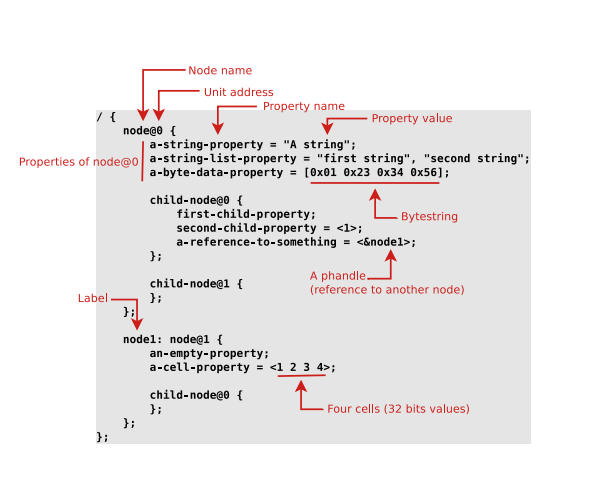 Node name
Unit address
Property name
Property value
/ {
node@0 {
a-string-property = "A string";
Properties of node@0
a-string-list-property = "first string", "second string";
a-byte-data-property = [0x01 0x23 0x34 0x56];
child-node@0 {
first-child-property;
Bytestring
second-child-property = <1>;
a-reference-to-something = <&node1>;
};
A phandle
(reference to another node)
child-node@1 {
};
Label
};
node1: node@1 {
an-empty-property;
a-cell-property = <1 2 3 4>;
child-node@0 {
Four cells (32 bits values)
};
};
};